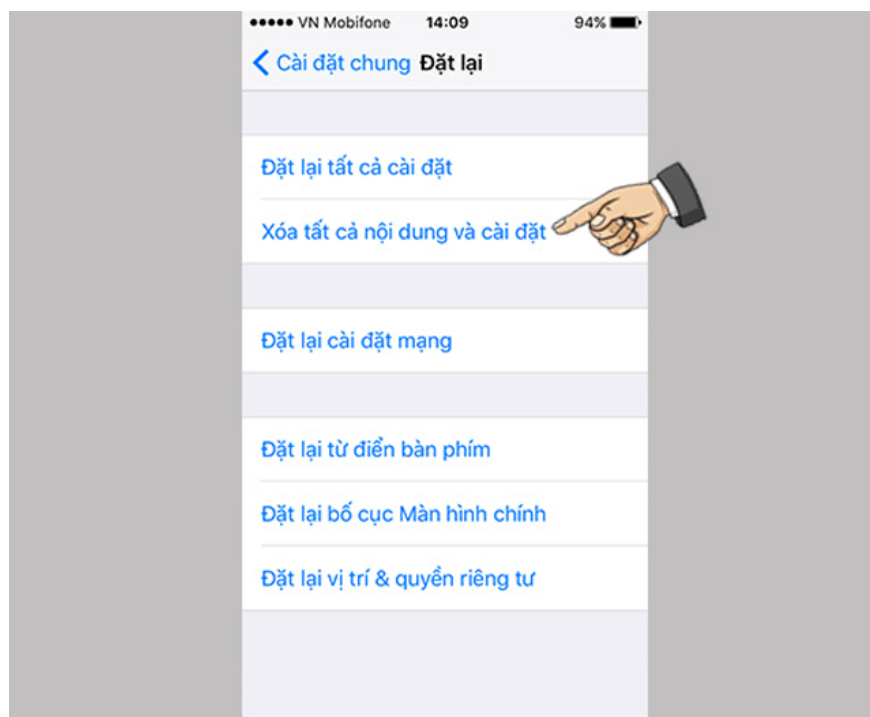 VN Mobifone 14:09 94%
Cài đặt chung Đặt lại
Đặt lại tất cả cài đặt
Xóa tất cả nội dung và cài đặt
Đặt lại cài đặt mạng
Đặt lại từ điển bàn phím
Đặt lại bố cục Màn hình chính
Đặt lại vị trí & quyền riêng tư